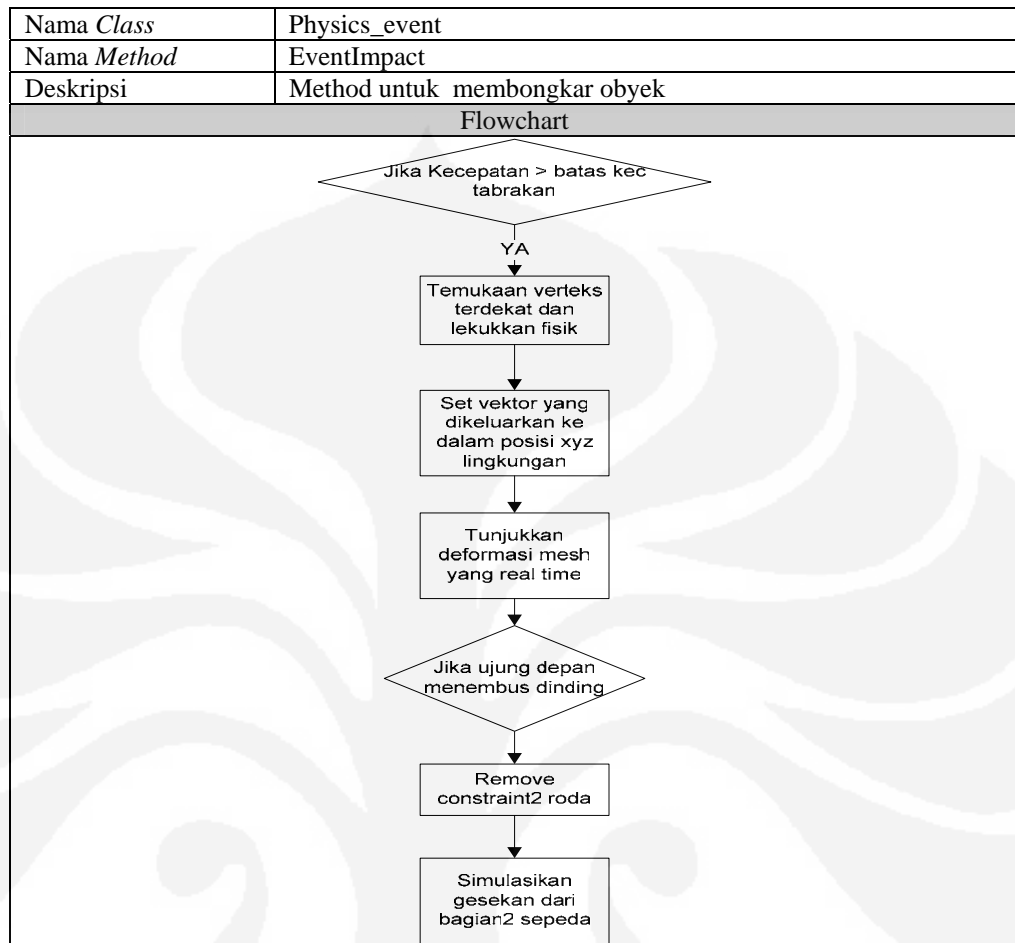 Nama Class Physics_event
Nama Method EventImpact
Deskripsi Method untuk membongkar obyek
Flowchart
Jika Kecepatan > batas kec
tabrakan
YA
Temukaan verteks
terdekat dan
lekukkan fisik
Set vektor yang
dikeluarkan ke
dalam posisi xyz
lingkungan
Tunjukkan
deformasi mesh
yang real time
Jika ujung depan
menembus dinding
Remove
constraint2 roda
Simulasikan
gesekan dari
bagian2 sepeda